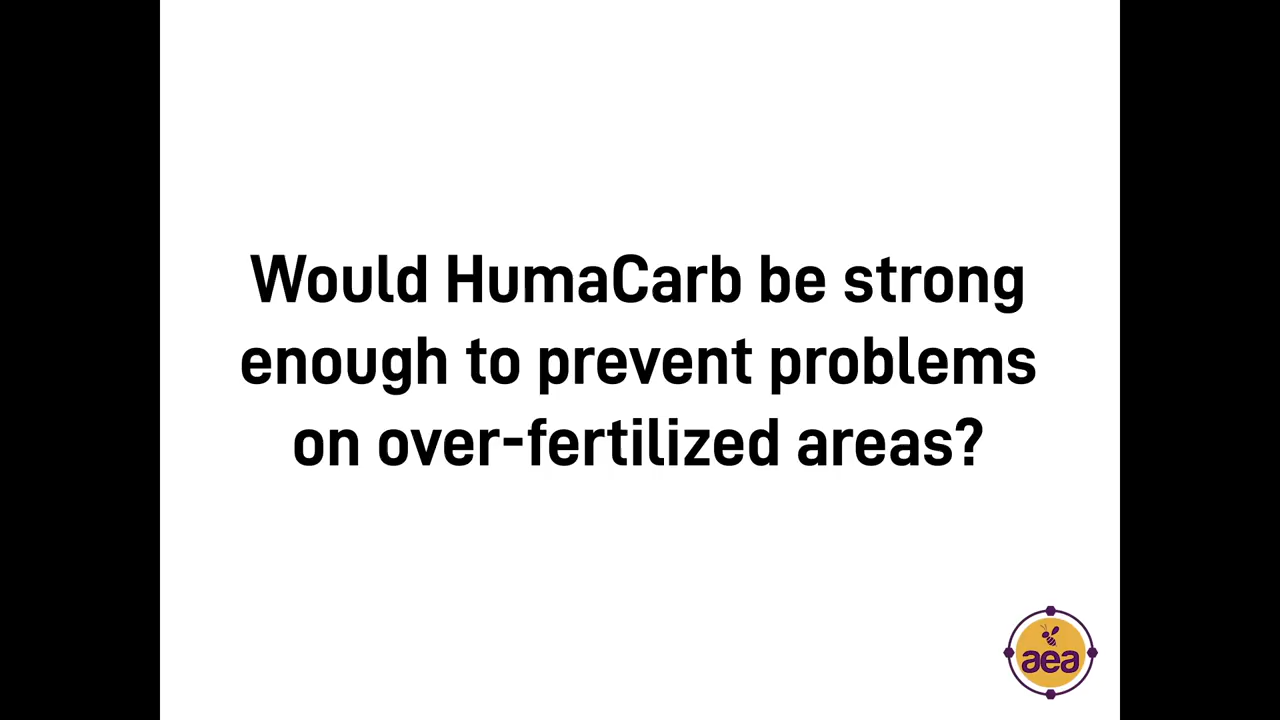 Would HumaCarb be strong
enough to prevent problems
on over-fertilized areas?
aea